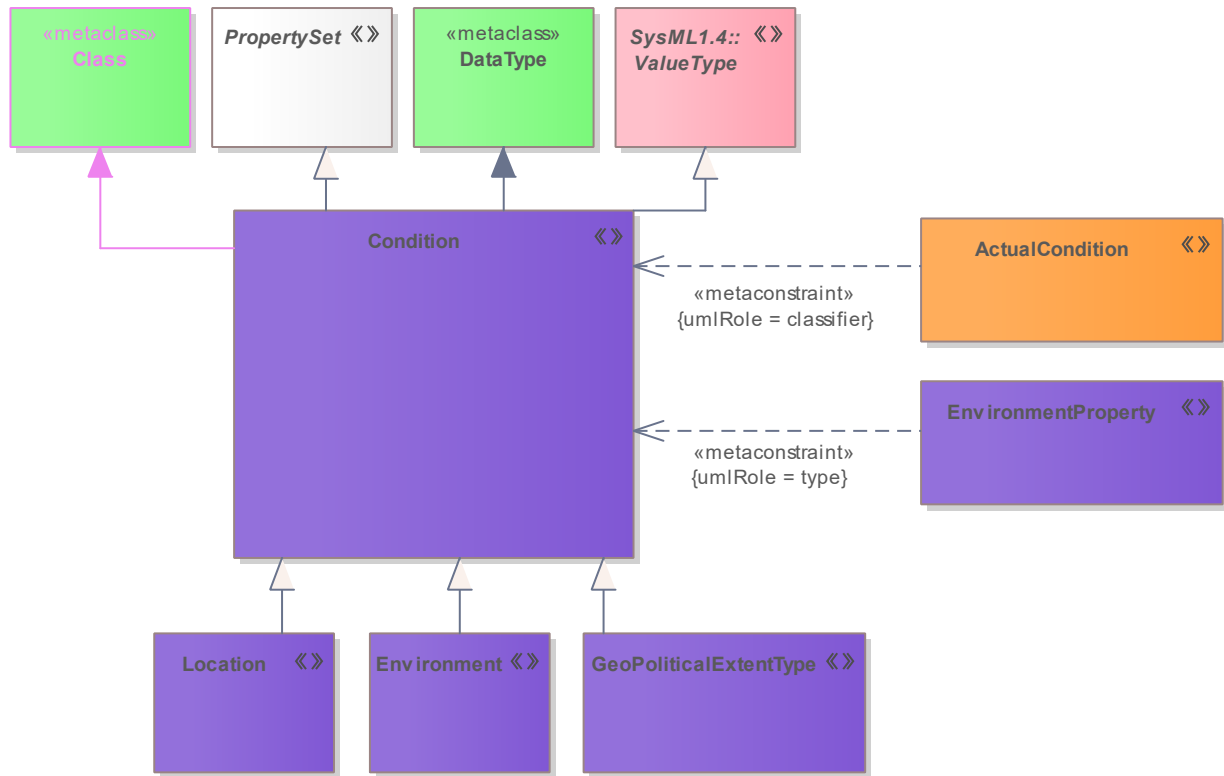 «metaclass»
Class
PropertySet
«metaclass»
DataType
SysML1.4::
ValueType
Condition
ActualCondition
«metaconstraint»
{umlRole = classifier}
EnvironmentProperty
«metaconstraint»
{umlRole = type}
Location
Environment
GeoPoliticalExtentType